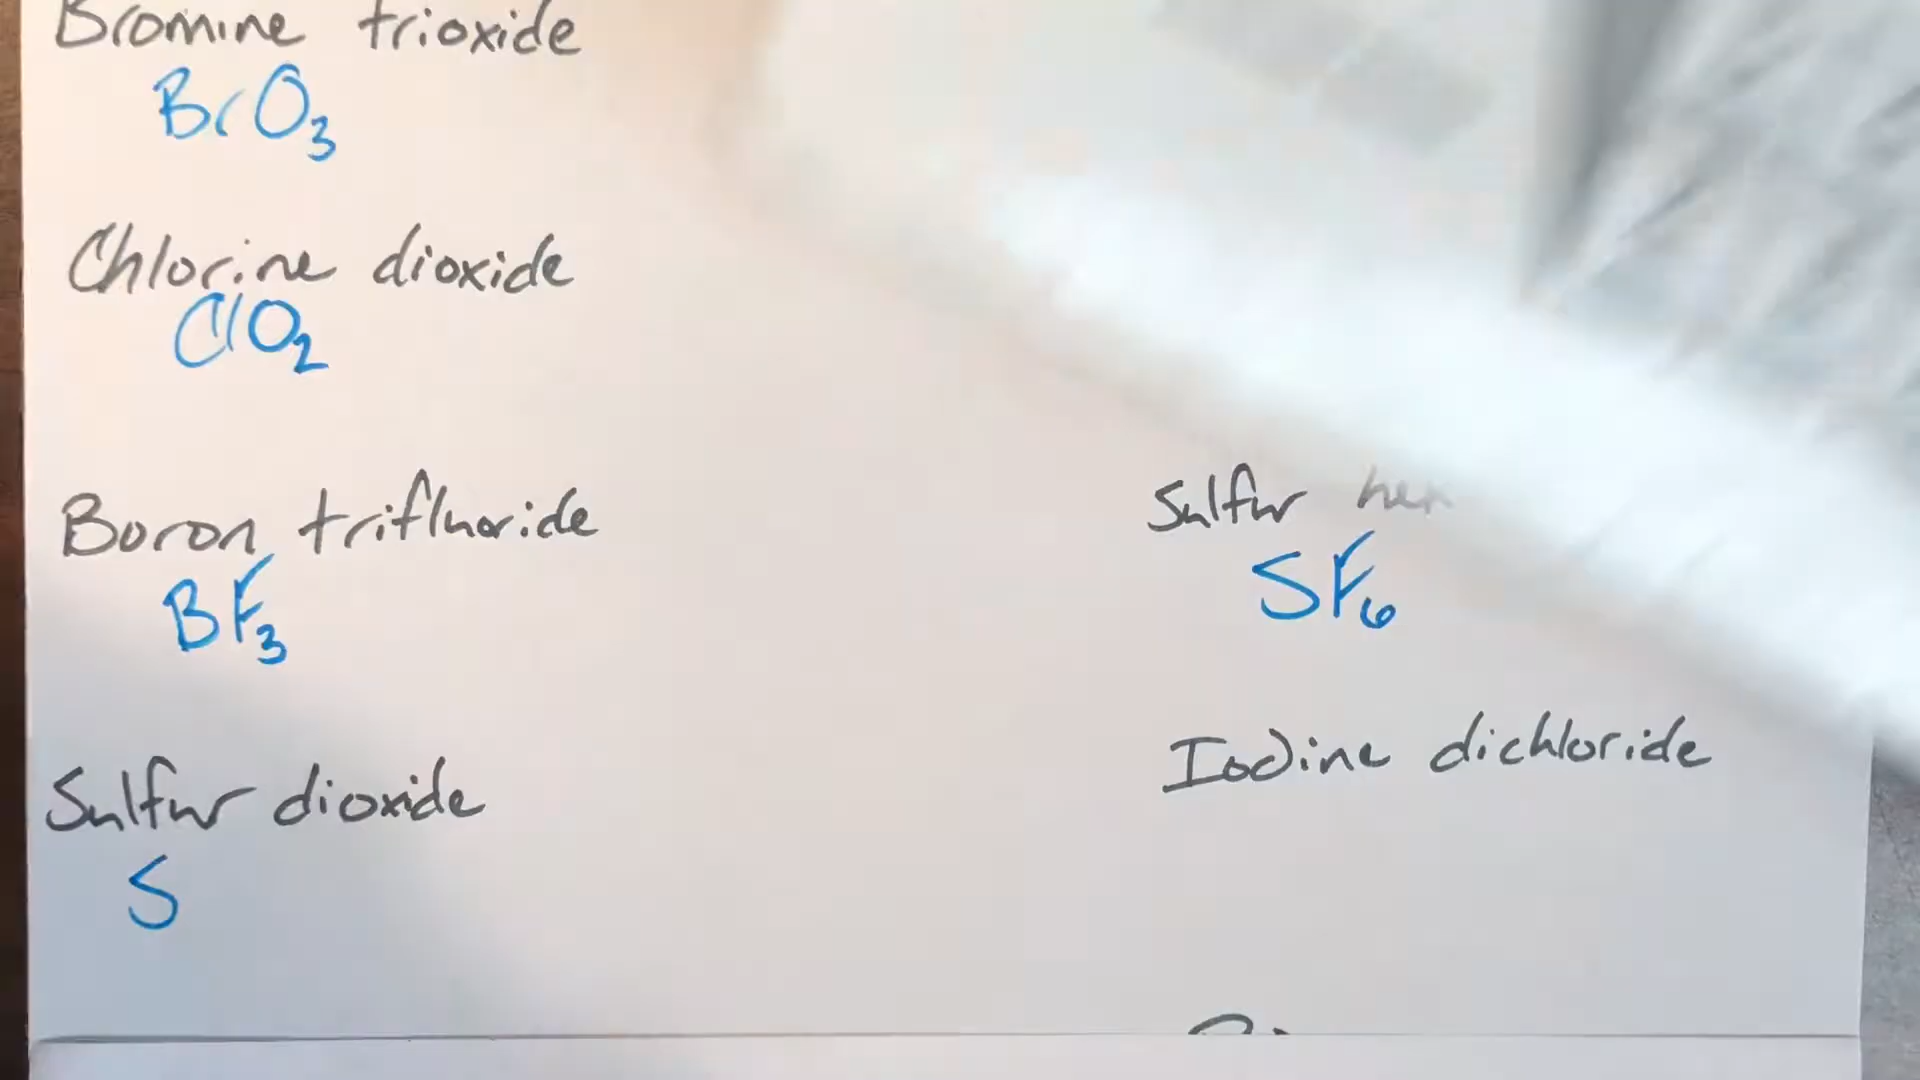 Bromine trioxide
BrO₃
Chlorine dioxide
ClO₂
Boron trifluoride
BF₃
Sulfur dioxide
S
Sulfur
SF₆
Iodine dichloride